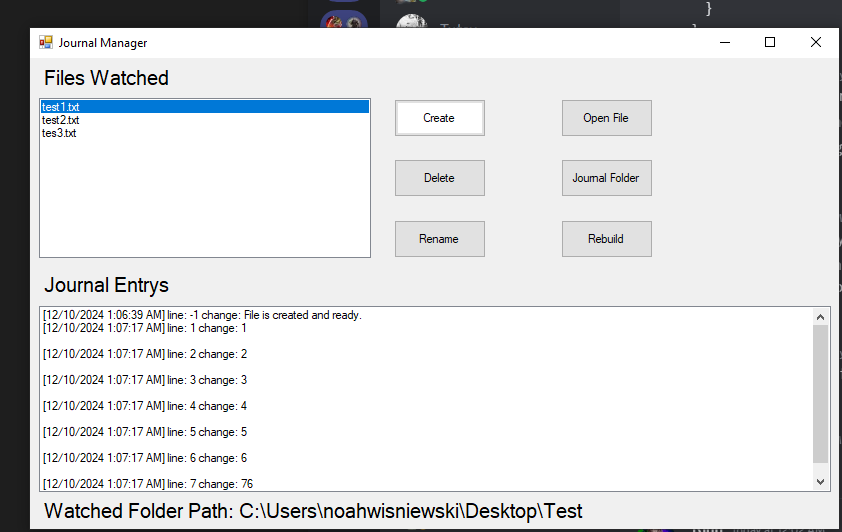 }
Journal Manager
Files Watched
test1.txt
test2.txt
tes3.txt
Create
Open File
Delete
Journal Folder
Rename
Rebuild
Journal Entrys
[12/10/2024 1:06:39 AM] line: -1 change: File is created and ready.
[12/10/2024 1:07:17 AM] line: 1 change: 1
[12/10/2024 1:07:17 AM] line: 2 change: 2
[12/10/2024 1:07:17 AM] line: 3 change: 3
[12/10/2024 1:07:17 AM] line: 4 change: 4
[12/10/2024 1:07:17 AM] line: 5 change: 5
[12/10/2024 1:07:17 AM] line: 6 change: 6
[12/10/2024 1:07:17 AM] line: 7 change: 76
Watched Folder Path: C:\Users\noahwisniewski\Desktop\Test